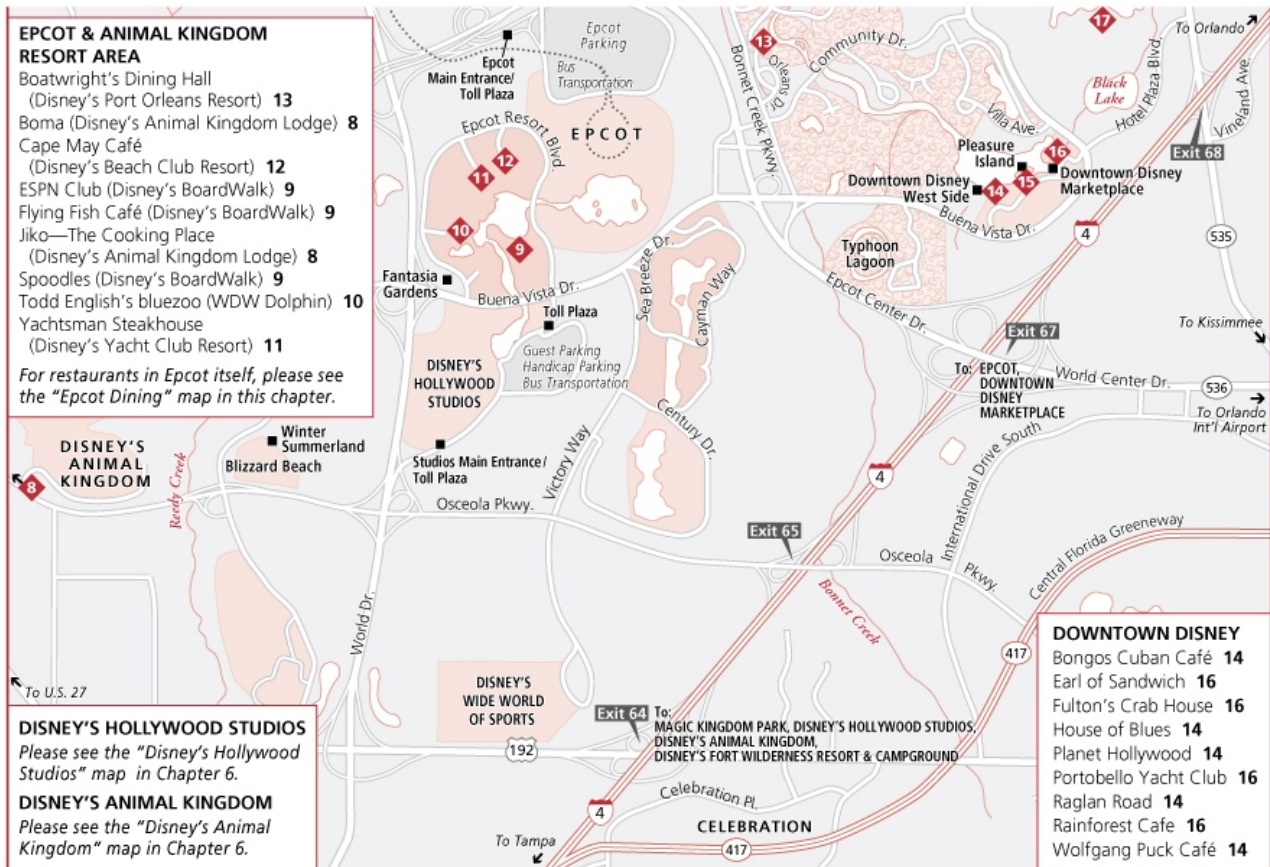 EPCOT & ANIMAL KINGDOM
RESORT AREA
Boatwright's Dining Hall
(Disney's Port Orleans Resort) 13
Boma (Disney's Animal Kingdom Lodge) 8
Cape May Café
(Disney's Beach Club Resort) 12
ESPN Club (Disney's BoardWalk) 9
Flying Fish Café (Disney's BoardWalk) 9
Jiko—The Cooking Place
(Disney's Animal Kingdom Lodge) 8
Spoodles (Disney's BoardWalk) 9
Todd English's bluezoo (WDW Dolphin) 10
Yachtsman Steakhouse
(Disney's Yacht Club Resort) 11
For restaurants in Epcot itself, please see
the "Epcot Dining" map in this chapter.
Epcot
Main Entrance/
Toll Plaza
Epcot
Parking
Bus
Transportation
EPCOT
Epcot Resort Blvd.
12
11
10
9
Fantasia
Gardens
Buena Vista Dr.
Toll Plaza
Guest Parking
Handicap Parking
Bus Transportation
DISNEY'S
HOLLYWOOD
STUDIOS
Studios Main Entrance/
Toll Plaza
Bonnet Creek Pkwy.
13
Orleans Dr.
Community Dr.
17
To Orlando
Black
Lake
Hotel Plaza Blvd.
Vineland Ave.
Exit 68
Villa Ave.
Pleasure
Island
16
15
14
Downtown Disney
Marketplace
Downtown Disney
West Side
Buena Vista Dr.
4
535
Typhoon
Lagoon
Epcot Center Dr.
Sea Breeze Dr.
Cayman Way
Century Dr.
Victory Way
To Kissimmee
Exit 67
To: EPCOT,
DOWNTOWN
DISNEY
MARKETPLACE
World Center Dr.
536
To Orlando
Int'l Airport
International Drive South
4
DISNEY'S
ANIMAL
KINGDOM
8
Winter
Summerland
Blizzard Beach
Reedy Creek
Osceola Pkwy.
Exit 65
Osceola
Pkwy.
Central Florida Greeneway
Bonnet Creek
417
World Dr.
To U.S. 27
DISNEY'S
WIDE WORLD
OF SPORTS
192
Exit 64
To:
MAGIC KINGDOM PARK, DISNEY'S HOLLYWOOD STUDIOS,
DISNEY'S ANIMAL KINGDOM,
DISNEY'S FORT WILDERNESS RESORT & CAMPGROUND
Celebration Pl.
CELEBRATION
4
417
To Tampa
DISNEY'S HOLLYWOOD STUDIOS
Please see the "Disney's Hollywood
Studios" map in Chapter 6.
DISNEY'S ANIMAL KINGDOM
Please see the "Disney's Animal
Kingdom" map in Chapter 6.
DOWNTOWN DISNEY
Bongos Cuban Café 14
Earl of Sandwich 16
Fulton's Crab House 16
House of Blues 14
Planet Hollywood 14
Portobello Yacht Club 16
Raglan Road 14
Rainforest Cafe 16
Wolfgang Puck Café 14